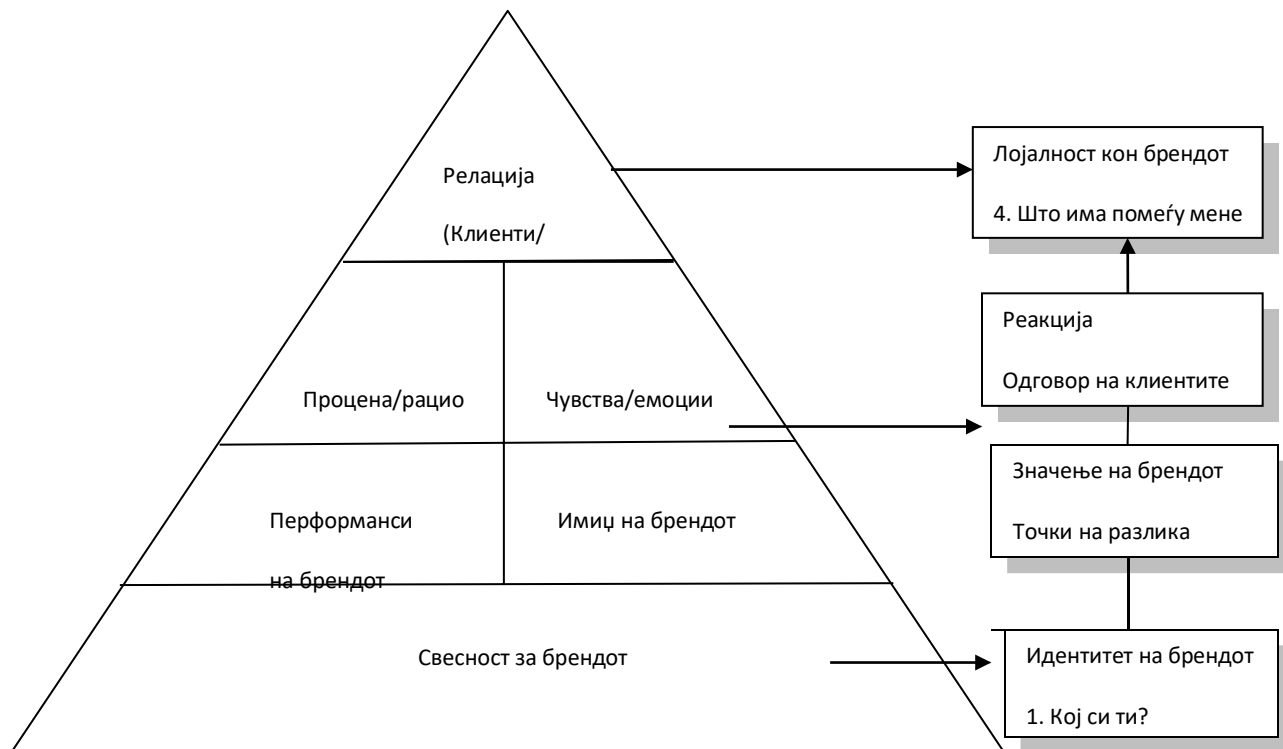 Лојалност кон брендот
4. Што има помеѓу мене
Релација
(Клиенти/
Реакција
Одговор на клиентите
Процена/рацио
Чувства/емоции
Значење на брендот
Точки на разлика
Перформанси
на брендот
Имиџ на брендот
Свесност за брендот
Идентитет на брендот
1. Кој си ти?